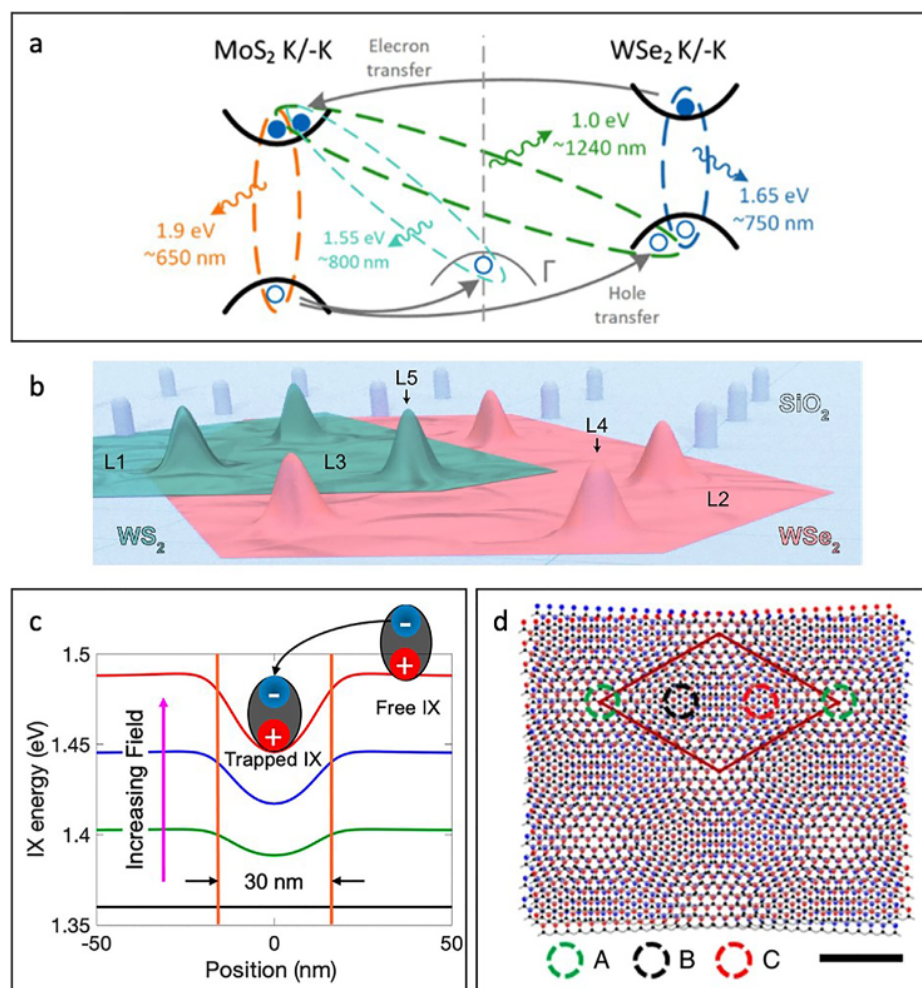 a
MoS₂ K/-K
Elecron
transfer
WSe₂ K/-K
1.0 eV
~1240 nm
1.65 eV
~750 nm
1.9 eV
~650 nm
1.55 eV
~800 nm
Γ
Hole
transfer
b
L5
SiO₂
L4
L1
L3
L2
WS₂
WSe₂
c
1.5
1.45
1.4
1.35
IX energy (eV)
Increasing Field
-
+
Free IX
-
+
Trapped IX
30 nm
-50
0
50
Position (nm)
d
A
B
C